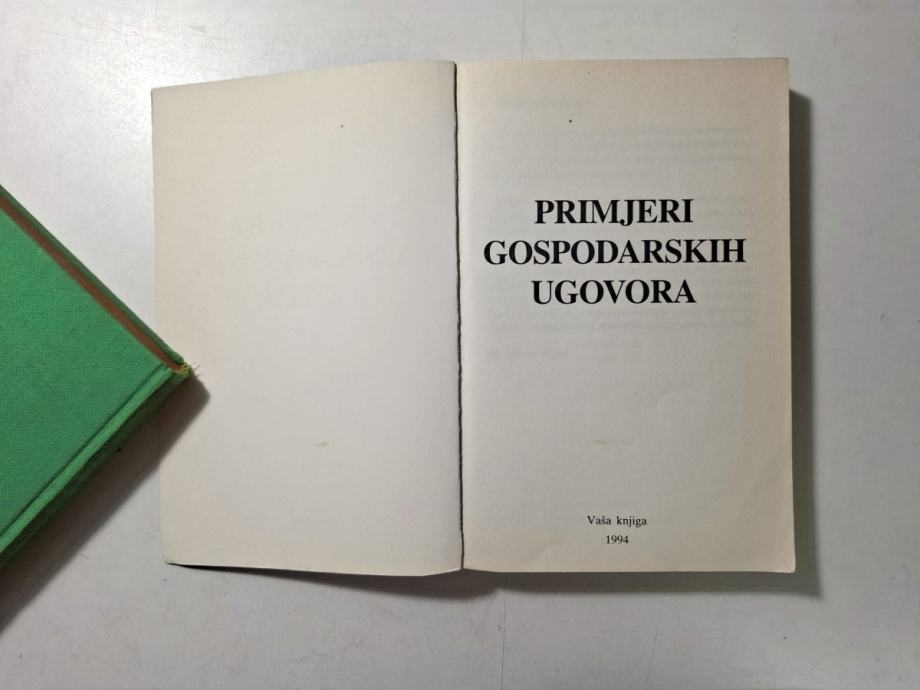 PRIMJERI
GOSPODARSKIH
UGOVORA
Vaša knjiga
1994